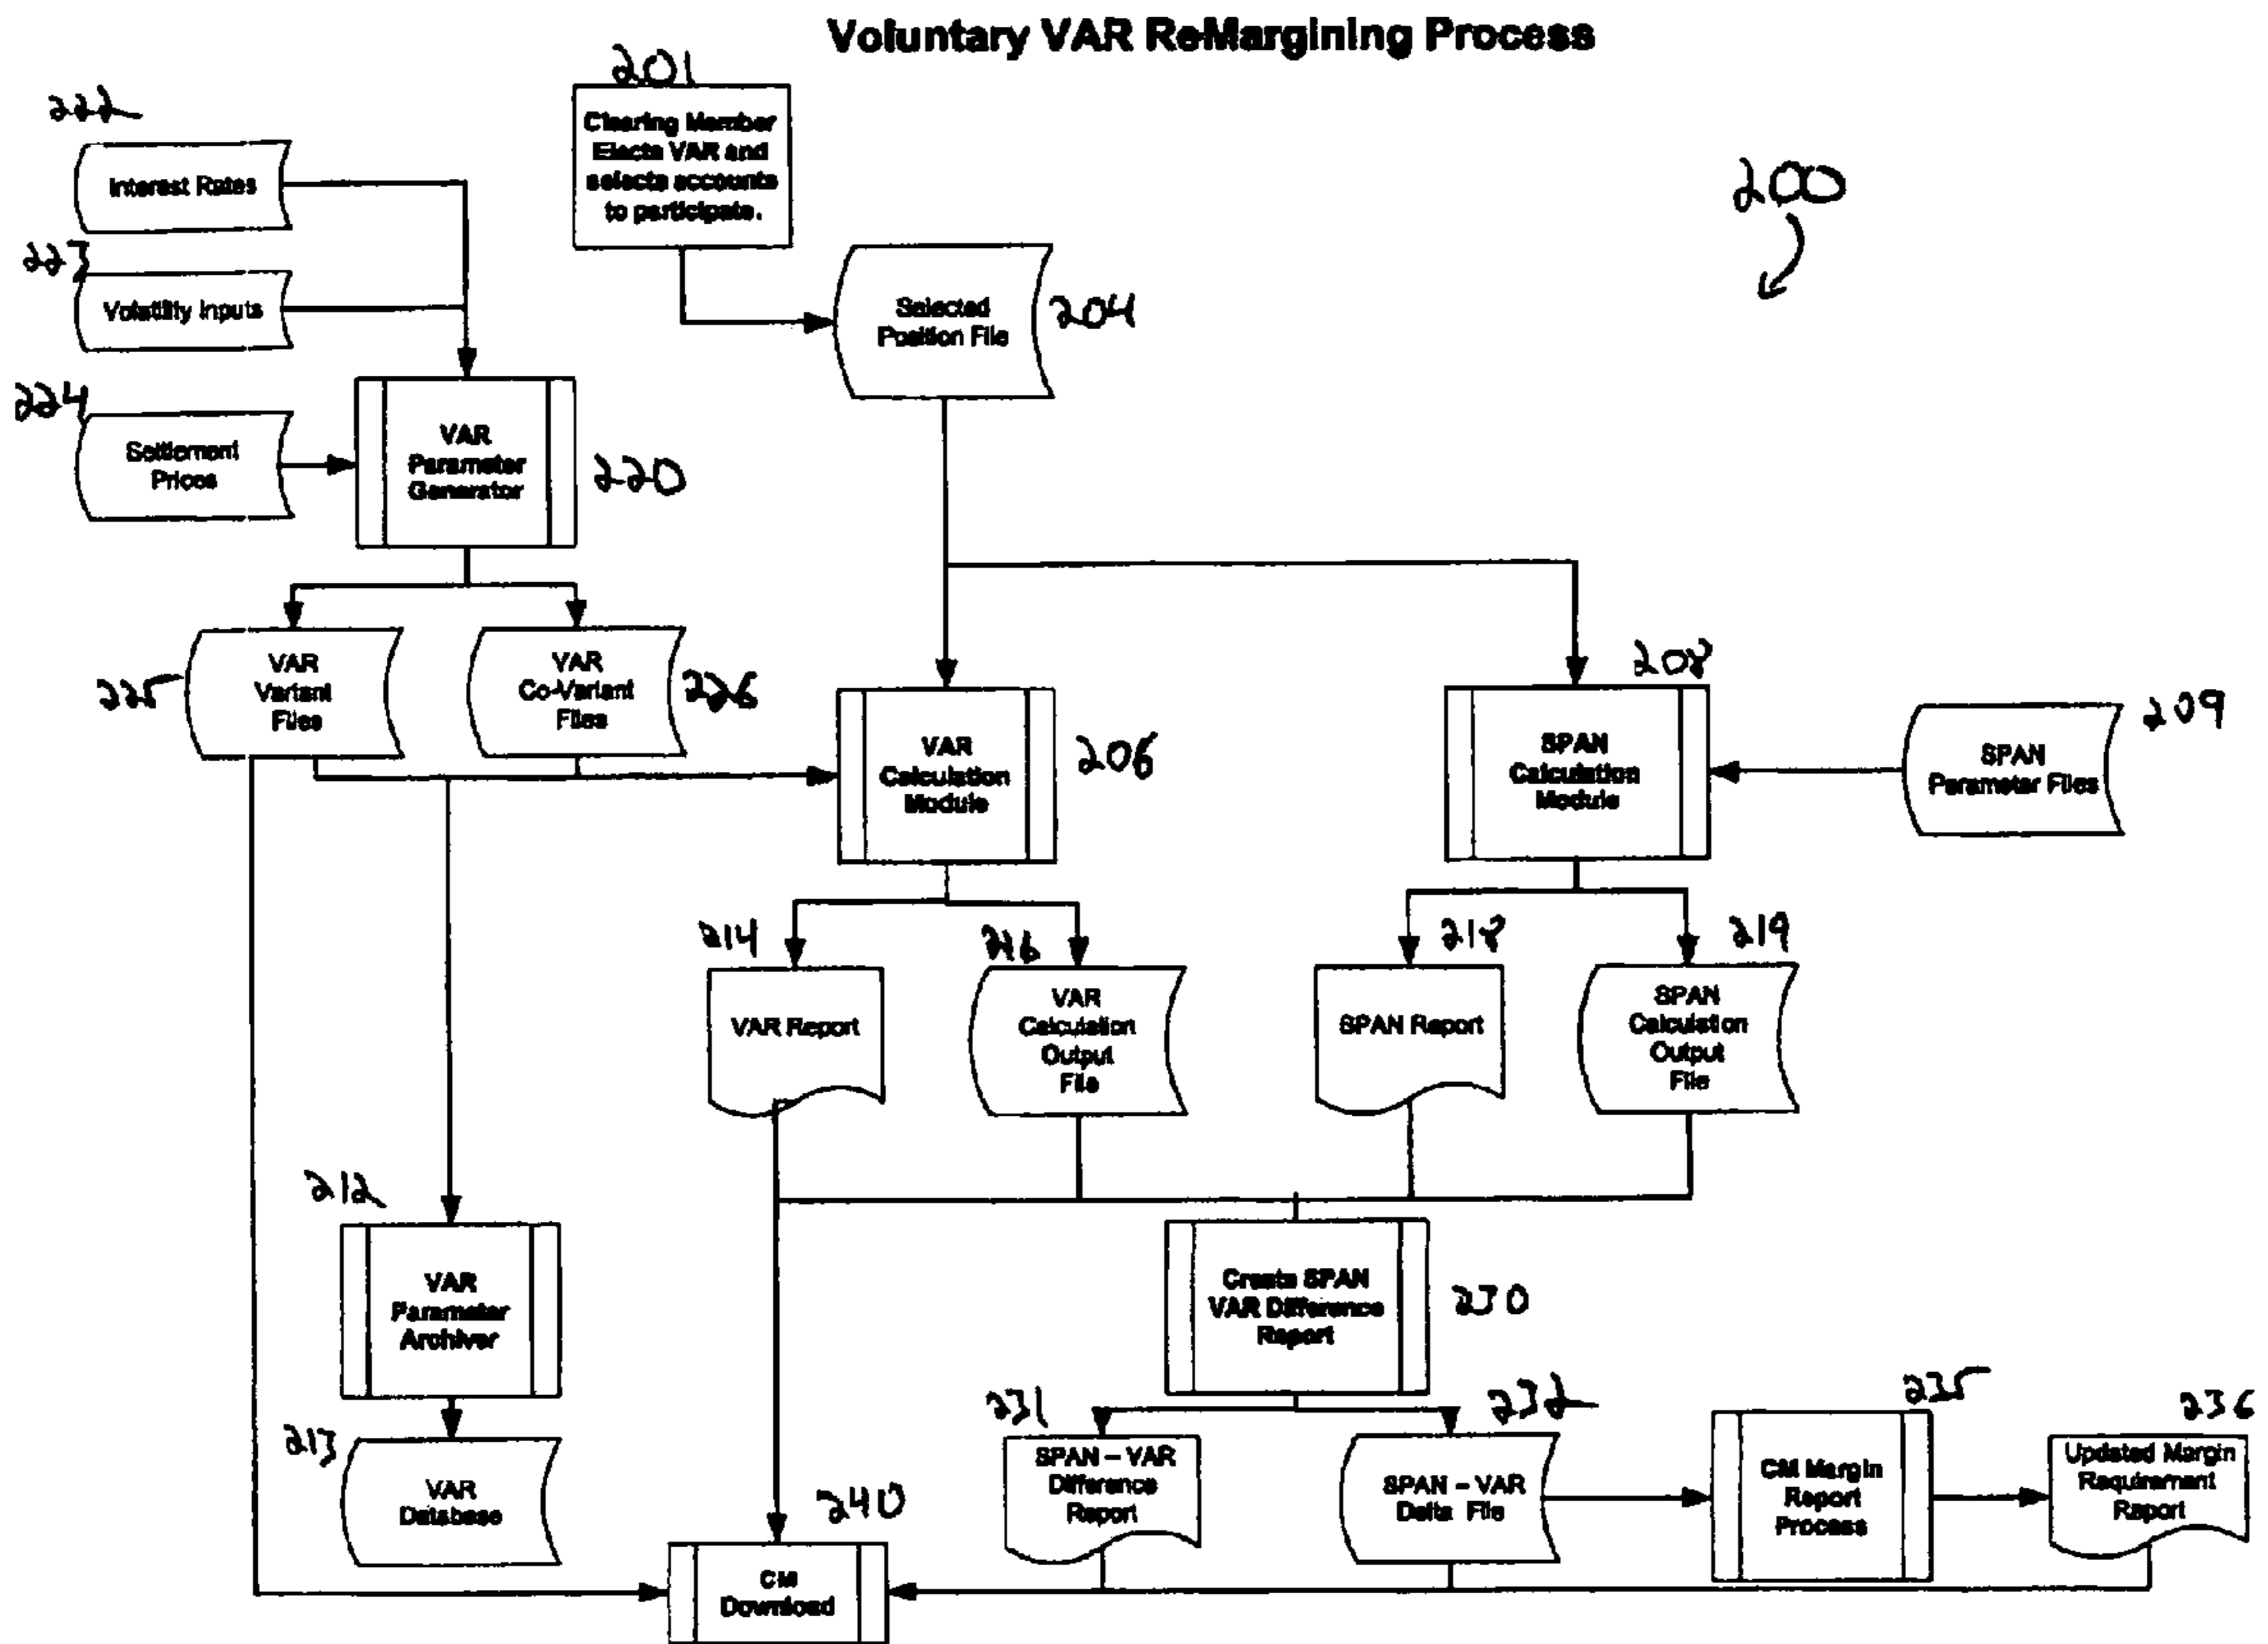 Voluntary VAR ReMargining Process
201
Clearing Member
Elects VAR and
selects accounts
to participate.
222
Interest Rates
200
223
Volatility Inputs
Selected
Position File
204
224
Settlement
Prices
VAR
Parameter
Generator
220
225
VAR
Variant
Files
VAR
Co-Variant
Files
226
VAR
Calculation
Module
206
208
SPAN
Calculation
Module
209
SPAN
Parameter Files
214
VAR Report
216
VAR
Calculation
Output
File
218
SPAN Report
219
SPAN
Calculation
Output
File
212
VAR
Parameter
Archiver
Create SPAN
VAR Difference
Report
230
213
VAR
Database
240
CM
Download
231
SPAN – VAR
Difference
Report
232
SPAN – VAR
Delta File
235
CM Margin
Report
Process
236
Updated Margin
Requirement
Report